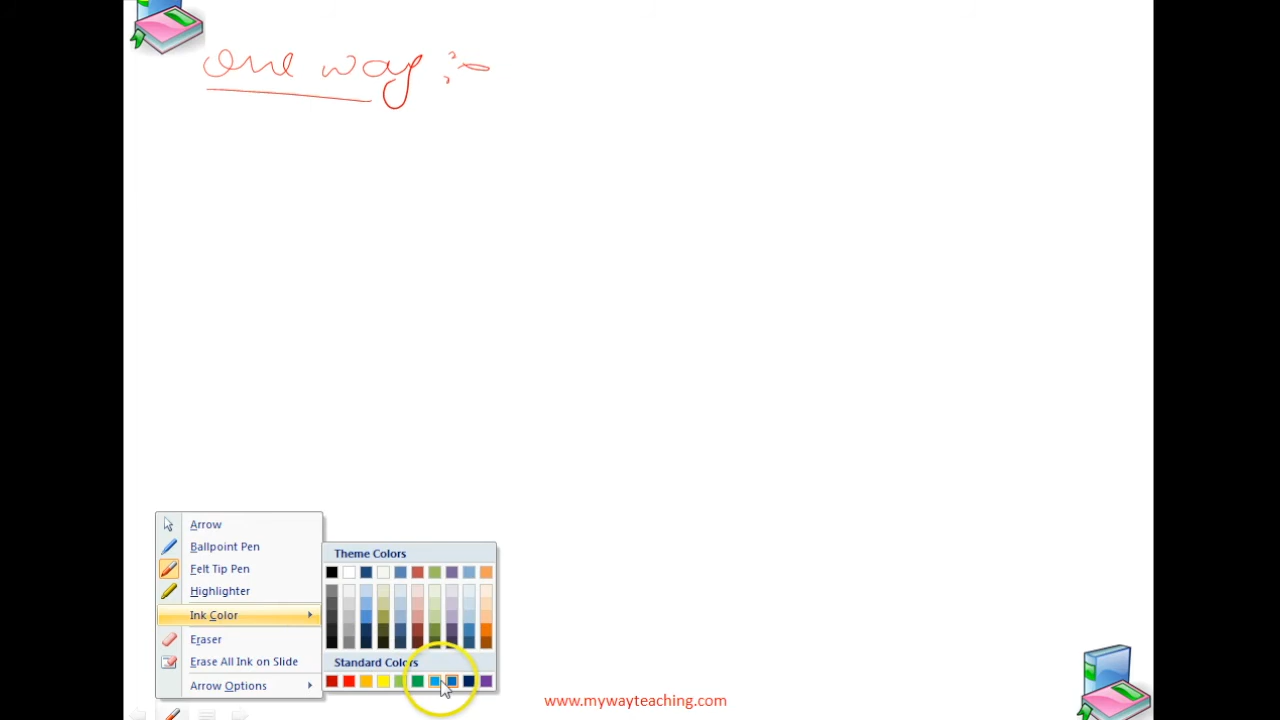 one way :-
Arrow
Ballpoint Pen
Felt Tip Pen
Highlighter
Ink Color
Eraser
Erase All Ink on Slide
Arrow Options
Theme Colors
Standard Colors
www.mywayteaching.com